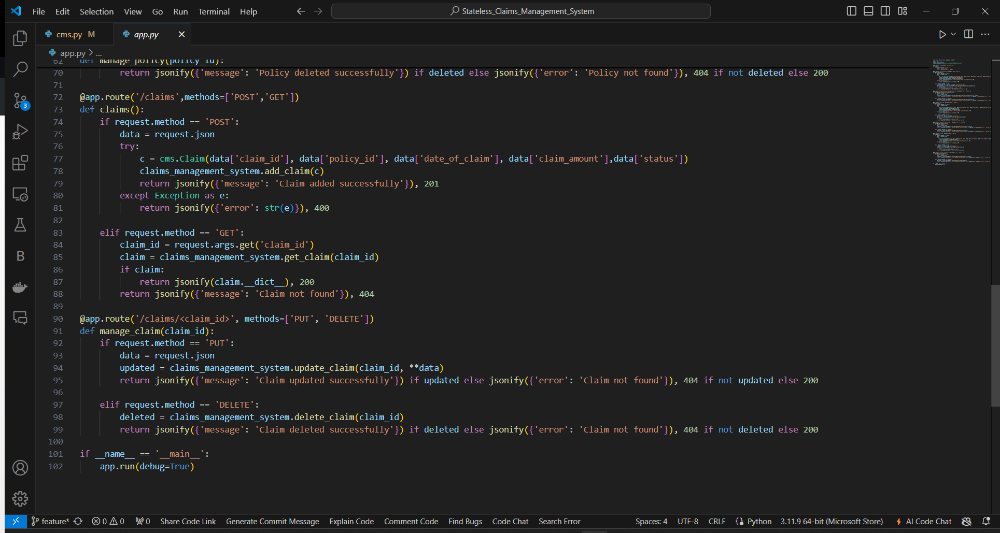 File Edit Selection View Go Run Terminal Help
Stateless_Claims_Management_System
cms.py M
app.py
app.py > ...
62 def manage_policy(policy_id):
70 return jsonify({'message': 'Policy deleted successfully'}) if deleted else jsonify({'error': 'Policy not found'}), 404 if not deleted else 200
71
72 @app.route('/claims',methods=['POST','GET'])
73 def claims():
74 if request.method == 'POST':
75 data = request.json
76 try:
77 c = cms.Claim(data['claim_id'], data['policy_id'], data['date_of_claim'], data['claim_amount'],data['status'])
78 claims_management_system.add_claim(c)
79 return jsonify({'message': 'Claim added successfully'}), 201
80 except Exception as e:
81 return jsonify({'error': str(e)}), 400
82
83 elif request.method == 'GET':
84 claim_id = request.args.get('claim_id')
85 claim = claims_management_system.get_claim(claim_id)
86 if claim:
87 return jsonify(claim.__dict__), 200
88 return jsonify({'message': 'Claim not found'}), 404
89
90 @app.route('/claims/<claim_id>', methods=['PUT', 'DELETE'])
91 def manage_claim(claim_id):
92 if request.method == 'PUT':
93 data = request.json
94 updated = claims_management_system.update_claim(claim_id, **data)
95 return jsonify({'message': 'Claim updated successfully'}) if updated else jsonify({'error': 'Claim not found'}), 404 if not updated else 200
96
97 elif request.method == 'DELETE':
98 deleted = claims_management_system.delete_claim(claim_id)
99 return jsonify({'message': 'Claim deleted successfully'}) if deleted else jsonify({'error': 'Claim not found'}), 404 if not deleted else 200
100
101 if __name__ == '__main__':
102 app.run(debug=True)
3
B
feature* 0 0 0 Share Code Link Generate Commit Message Explain Code Comment Code Find Bugs Code Chat Search Error Spaces: 4 UTF-8 CRLF {} Python 3.11.9 64-bit (Microsoft Store) AI Code Chat